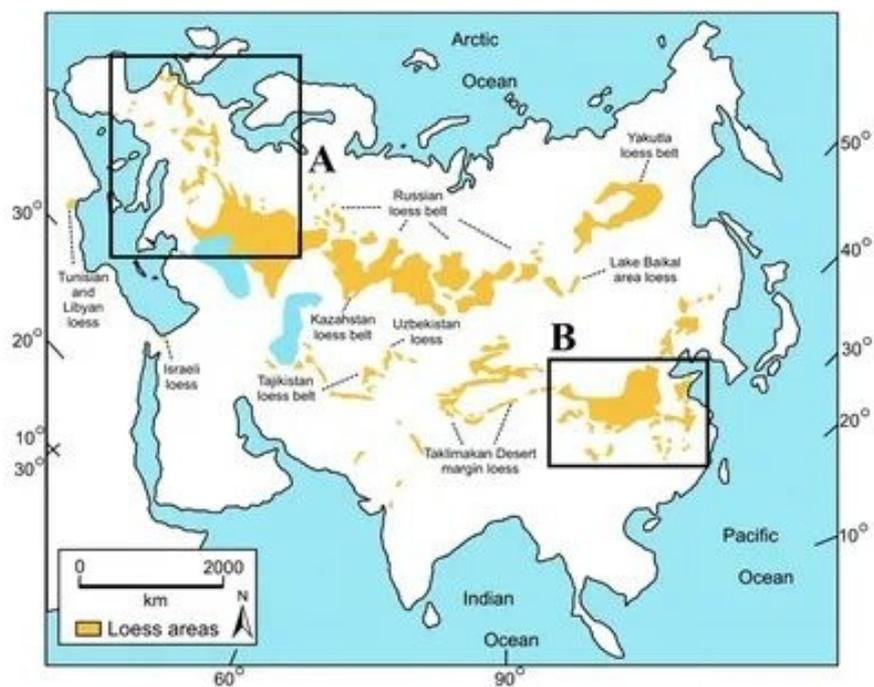 Arctic
Ocean
Yakutla
loess belt
50°
A
Russian
loess belt
30°
40°
Lake Baikal
area loess
Tunisian
and
Libyan
loess
Kazahstan
loess belt
Uzbekistan
loess
B
20°
30°
Israeli
loess
Tajikistan
loess belt
20°
Taklimakan Desert
margin loess
10°
30°
Pacific
Ocean
10°
0 2000
km
N
Loess areas
Indian
Ocean
60°
90°